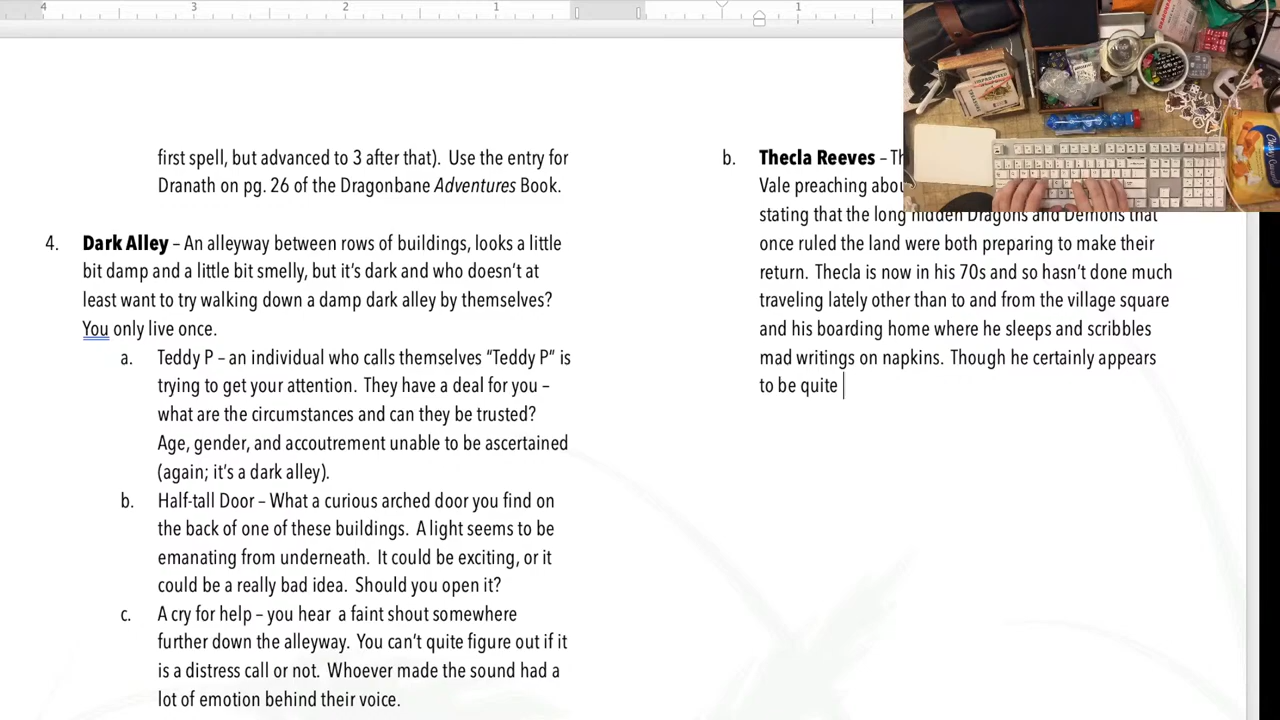 4 3 2 1 1
first spell, but advanced to 3 after that). Use the entry for
Dranath on pg. 26 of the Dragonbane Adventures Book.
4. Dark Alley – An alleyway between rows of buildings, looks a little
bit damp and a little bit smelly, but it's dark and who doesn't at
least want to try walking down a damp dark alley by themselves?
You only live once.
a. Teddy P – an individual who calls themselves “Teddy P” is
trying to get your attention. They have a deal for you –
what are the circumstances and can they be trusted?
Age, gender, and accoutrement unable to be ascertained
(again; it's a dark alley).
b. Half-tall Door – What a curious arched door you find on
the back of one of these buildings. A light seems to be
emanating from underneath. It could be exciting, or it
could be a really bad idea. Should you open it?
c. A cry for help – you hear a faint shout somewhere
further down the alleyway. You can't quite figure out if it
is a distress call or not. Whoever made the sound had a
lot of emotion behind their voice.
b. Thecla Reeves –
Vale preaching
stating that the long hidden Dragons and Demons that
once ruled the land were both preparing to make their
return. Thecla is now in his 70s and so hasn't done much
traveling lately other than to and from the village square
and his boarding home where he sleeps and scribbles
mad writings on napkins. Though he certainly appears
to be quite